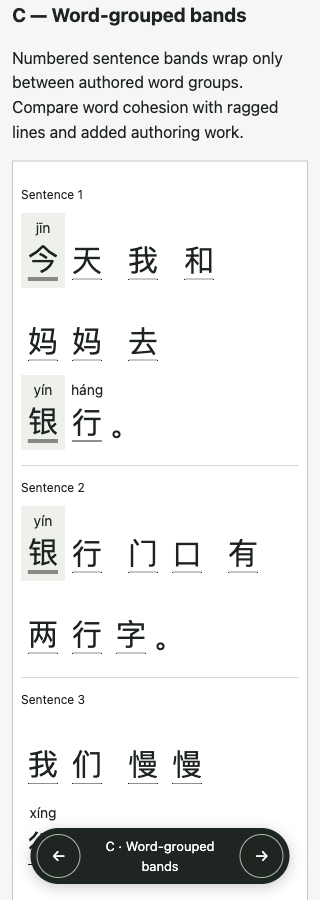 C — Word-grouped bands
Numbered sentence bands wrap only
between authored word groups.
Compare word cohesion with ragged
lines and added authoring work.
Sentence 1
jīn
今天 我 和
妈妈 去
yín háng
银行。
Sentence 2
yín
银行 门口 有
两行字。
Sentence 3
我们 慢慢
xíng
C · Word-grouped
bands